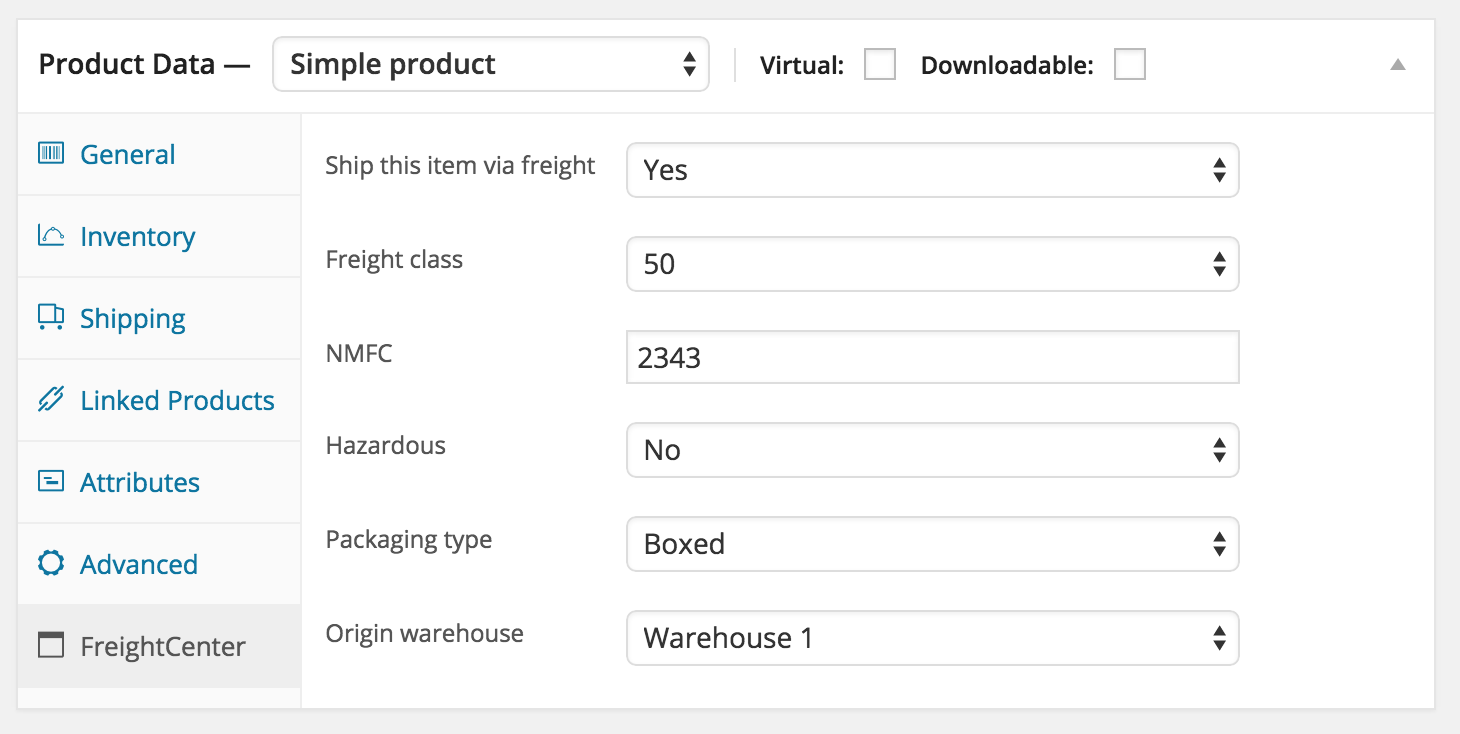 Product Data — Simple product Virtual: Downloadable:
General
Inventory
Shipping
Linked Products
Attributes
Advanced
FreightCenter
Ship this item via freight Yes
Freight class 50
NMFC 2343
Hazardous No
Packaging type Boxed
Origin warehouse Warehouse 1